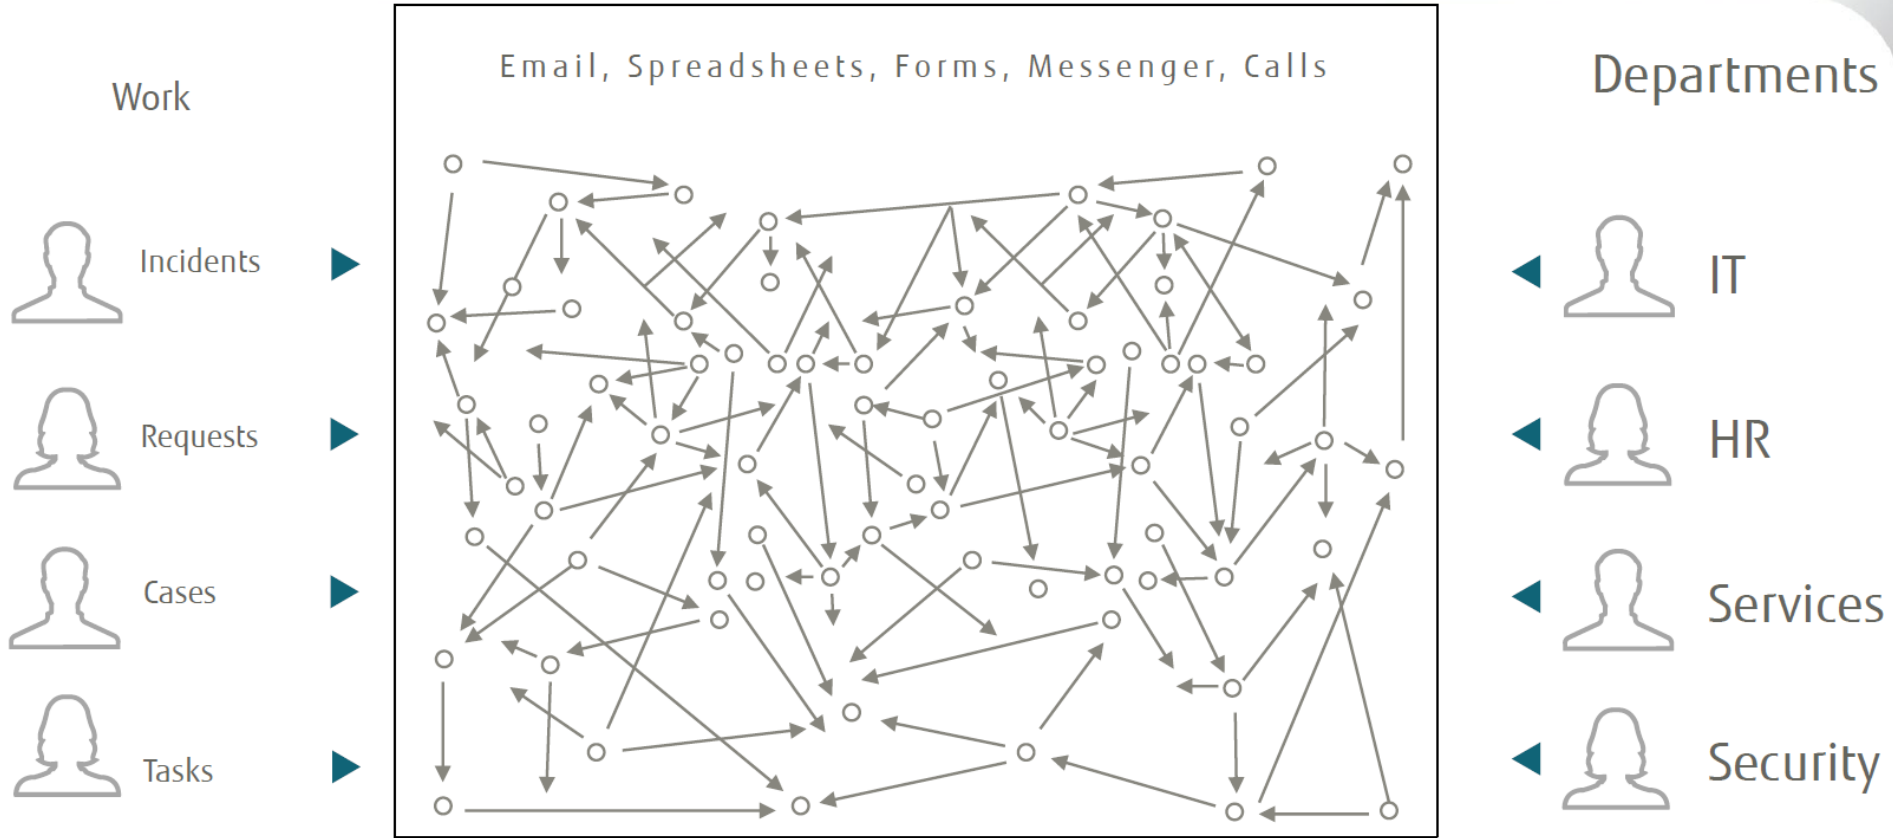 Work
Email, Spreadsheets, Forms, Messenger, Calls
Departments
Incidents
Requests
Cases
Tasks
IT
HR
Services
Security